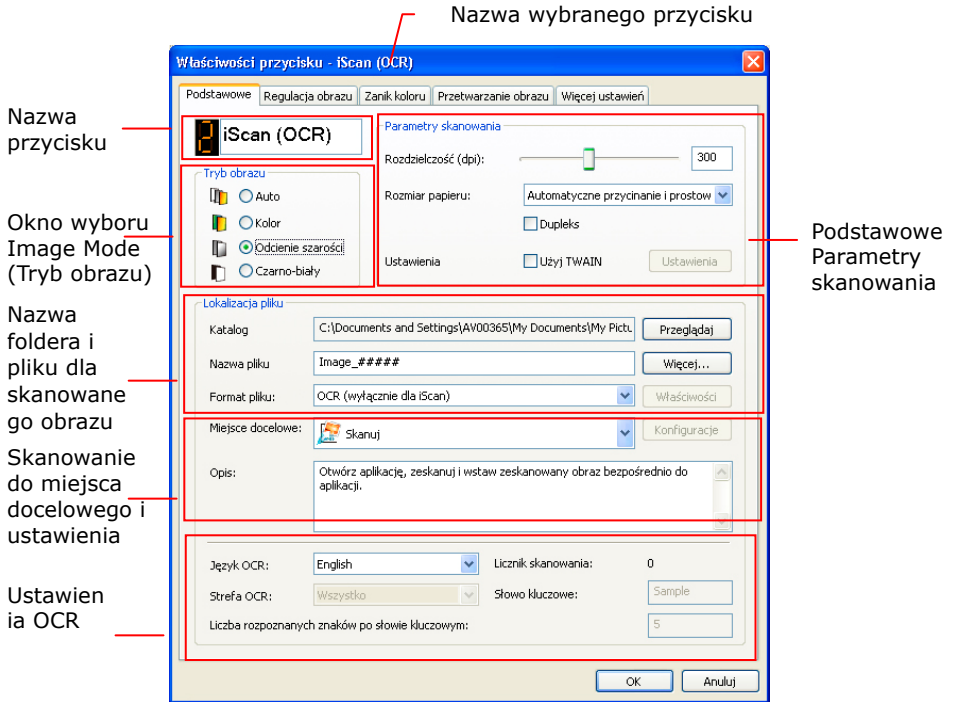 Nazwa wybranego przycisku
Właściwości przycisku - iScan (OCR)
Podstawowe Regulacja obrazu Zanik koloru Przetwarzanie obrazu Więcej ustawień
Nazwa
przycisku
2 iScan (OCR)
Tryb obrazu
Auto
Kolor
Odcienie szarości
Czarno-biały
Okno wyboru
Image Mode
(Tryb obrazu)
Parametry skanowania
Rozdzielczość (dpi): 300
Rozmiar papieru: Automatyczne przycinanie i prostow
Dupleks
Ustawienia Użyj TWAIN Ustawienia
Podstawowe
Parametry
skanowania
Nazwa
foldera i
pliku dla
skanowane
go obrazu
Lokalizacja pliku
Katalog C:\Documents and Settings\AV00365\My Documents\My Pictu Przeglądaj
Nazwa pliku Image_##### Więcej...
Format pliku: OCR (wyłącznie dla iScan) Właściwości
Skanowanie
do miejsca
docelowego i
ustawienia
Miejsce docelowe: Skanuj Konfiguracje
Opis: Otwórz aplikację, zeskanuj i wstaw zeskanowany obraz bezpośrednio do
aplikacji.
Ustawien
ia OCR
Język OCR: English Licznik skanowania: 0
Strefa OCR: Wszystko Słowo kluczowe: Sample
Liczba rozpoznanych znaków po słowie kluczowym: 5
OK Anuluj